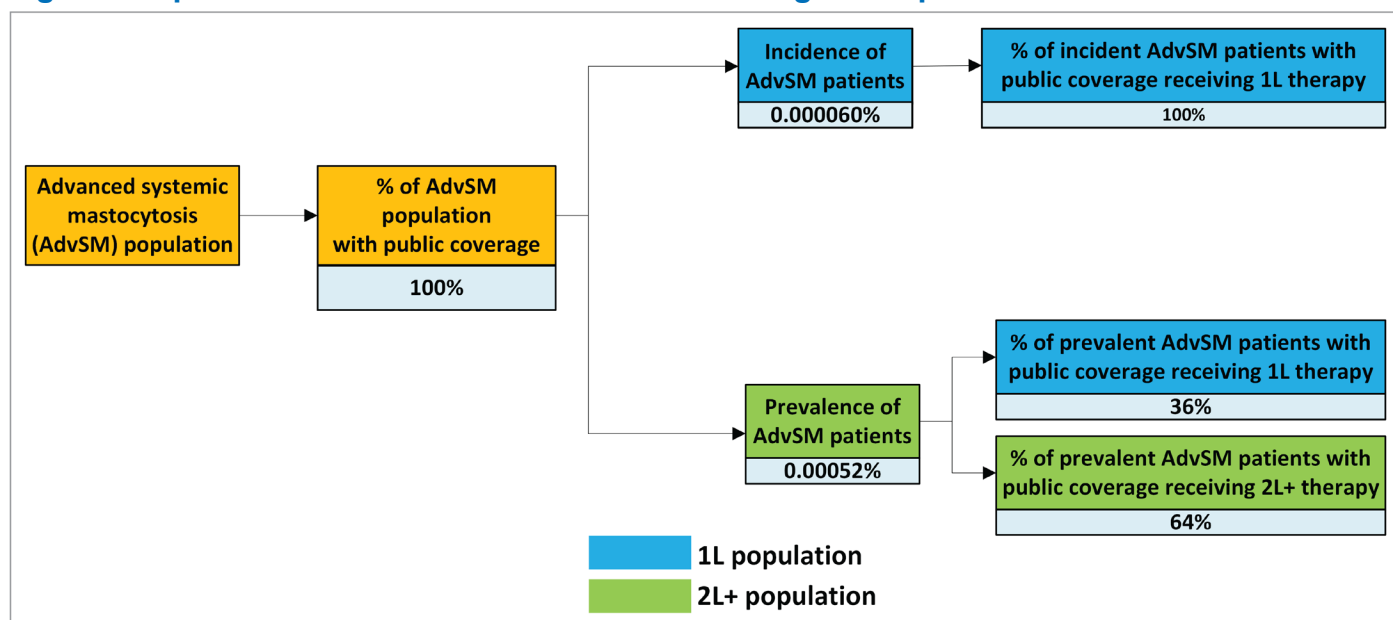 Advanced systemic
mastocytosis
(AdvSM) population
% of AdvSM
population
with public coverage
100%
Incidence of
AdvSM patients
0.000060%
% of incident AdvSM patients with
public coverage receiving 1L therapy
100%
Prevalence of
AdvSM patients
0.00052%
% of prevalent AdvSM patients with
public coverage receiving 1L therapy
36%
% of prevalent AdvSM patients with
public coverage receiving 2L+ therapy
64%
1L population
2L+ population